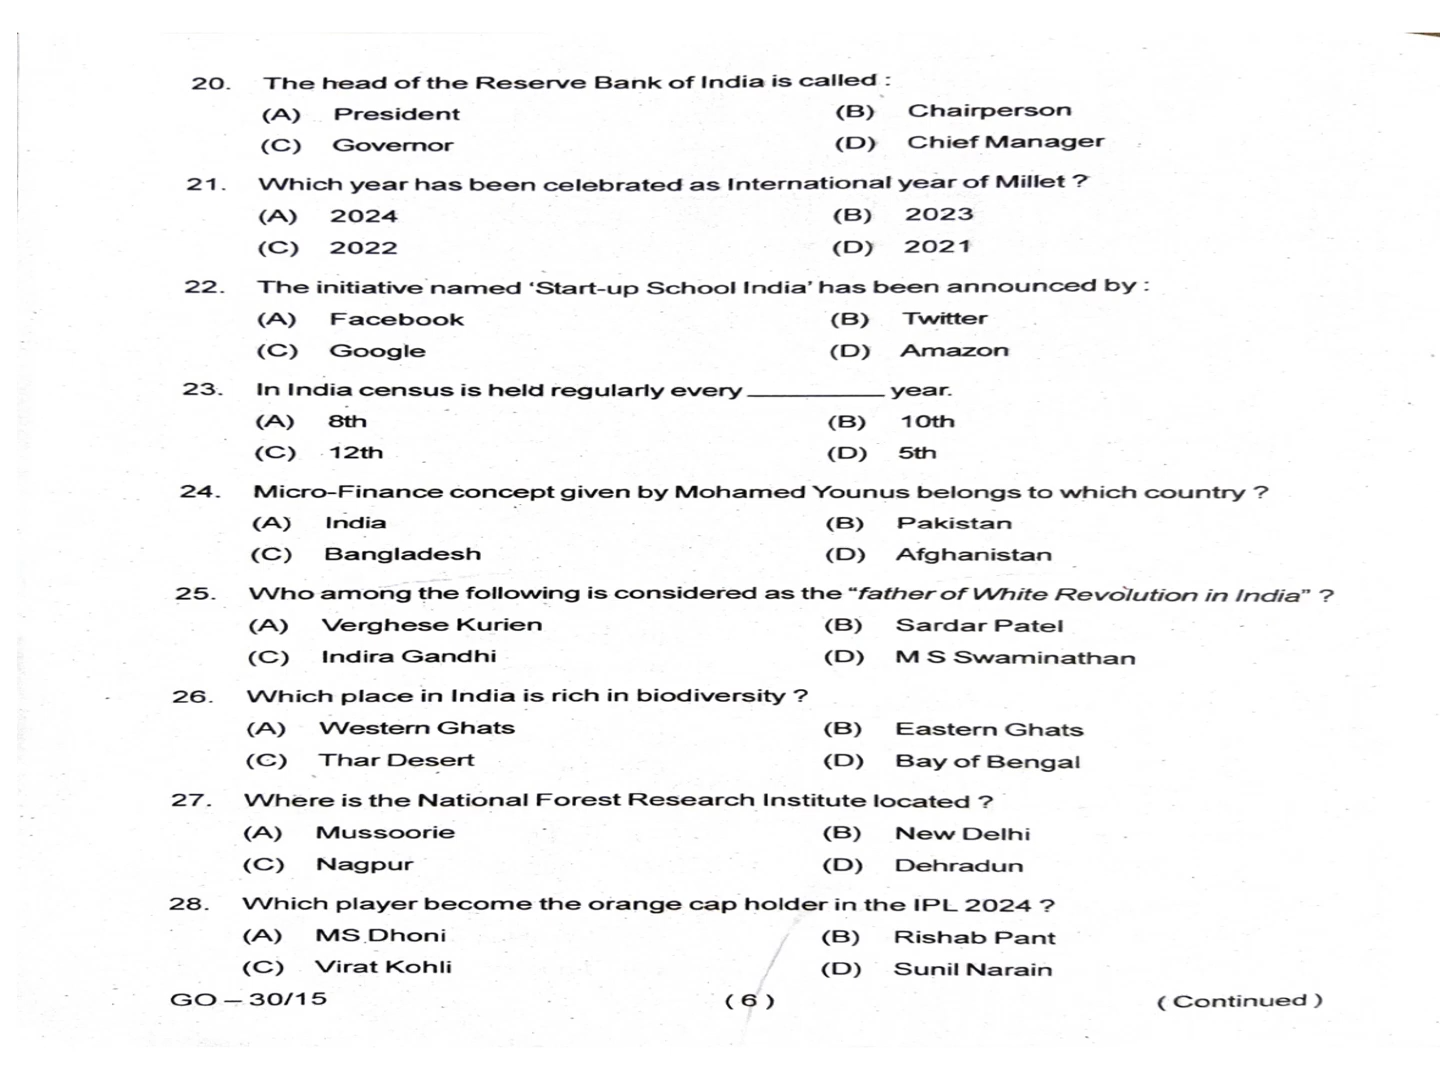 20. The head of the Reserve Bank of India is called :
(A) President (B) Chairperson
(C) Governor (D) Chief Manager
21. Which year has been celebrated as International year of Millet ?
(A) 2024 (B) 2023
(C) 2022 (D) 2021
22. The initiative named ‘Start-up School India’ has been announced by :
(A) Facebook (B) Twitter
(C) Google (D) Amazon
23. In India census is held regularly every __________ year.
(A) 8th (B) 10th
(C) 12th (D) 5th
24. Micro-Finance concept given by Mohamed Younus belongs to which country ?
(A) India (B) Pakistan
(C) Bangladesh (D) Afghanistan
25. Who among the following is considered as the “father of White Revolution in India” ?
(A) Verghese Kurien (B) Sardar Patel
(C) Indira Gandhi (D) M S Swaminathan
26. Which place in India is rich in biodiversity ?
(A) Western Ghats (B) Eastern Ghats
(C) Thar Desert (D) Bay of Bengal
27. Where is the National Forest Research Institute located ?
(A) Mussoorie (B) New Delhi
(C) Nagpur (D) Dehradun
28. Which player become the orange cap holder in the IPL 2024 ?
(A) MS Dhoni (B) Rishab Pant
(C) Virat Kohli (D) Sunil Narain
GO – 30/15 ( 6 ) ( Continued )